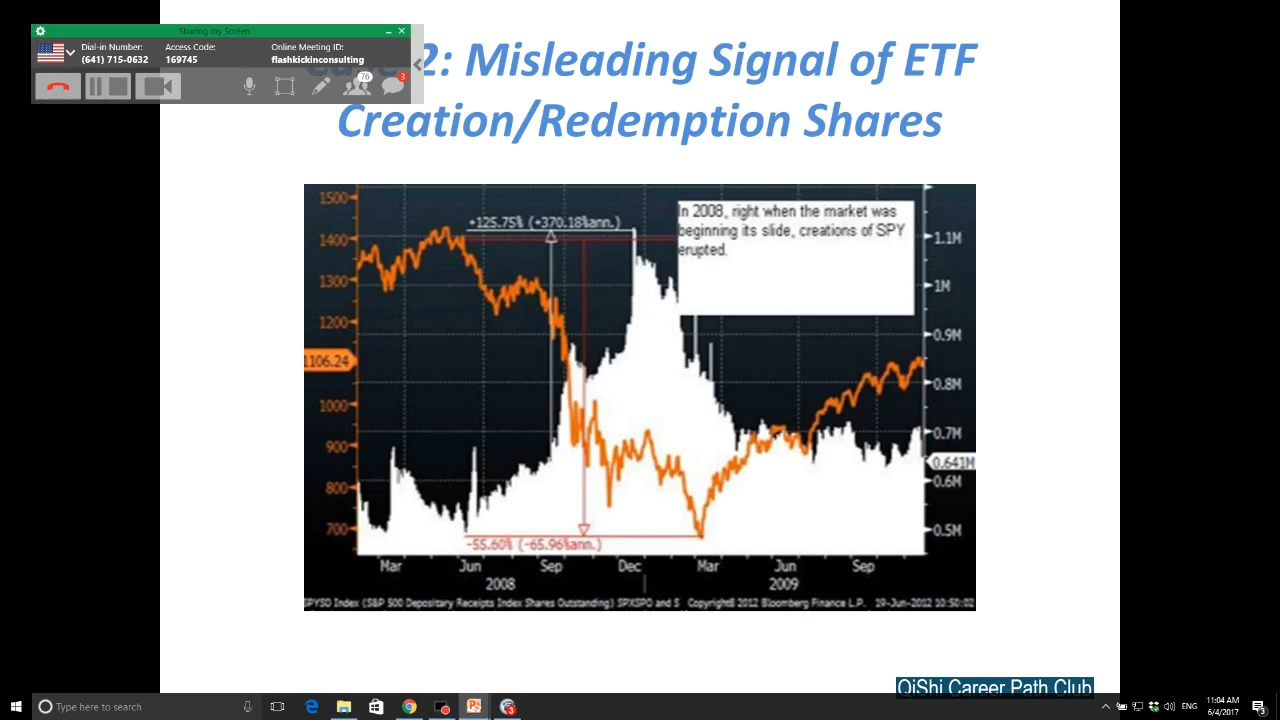 Sharing my Screen
Dial-in Number:
Access Code:
Online Meeting ID:
(641) 715-0632
169745
flashkickinconsulting
76
3
2: Misleading Signal of ETF
Creation/Redemption Shares
1500
1400
1300
1200
1106.24
1000
900
800
700
+125.75% (+370.18%ann.)
In 2008, right when the market was
beginning its slide, creations of SPY
erupted.
1.1M
1M
0.9M
0.8M
0.7M
0.641M
0.6M
0.5M
-55.60% (-65.96%ann.)
Mar
Jun
Sep
Dec
Mar
Jun
Sep
2008
2009
SPYSO Index (S&P 500 Depositary Receipts Index Shares Outstanding) SPXSPO and S
Copyright© 2012 Bloomberg Finance L.P.
19-Jun-2012 10:50:02
QiShi Career Path Club
Type here to search
ENG
11:04 AM
6/4/2017